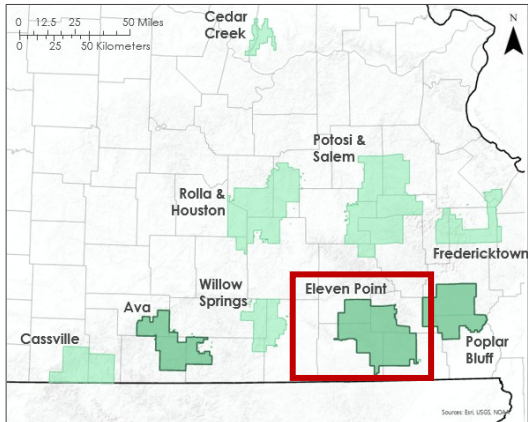 0 12.5 25 50 Miles
0 25 50 Kilometers
Cedar
Creek
N
Potosi &
Salem
Rolla &
Houston
Fredericktown
Willow
Springs
Eleven Point
Ava
Cassville
Poplar
Bluff
Sources: Esri, USGS,